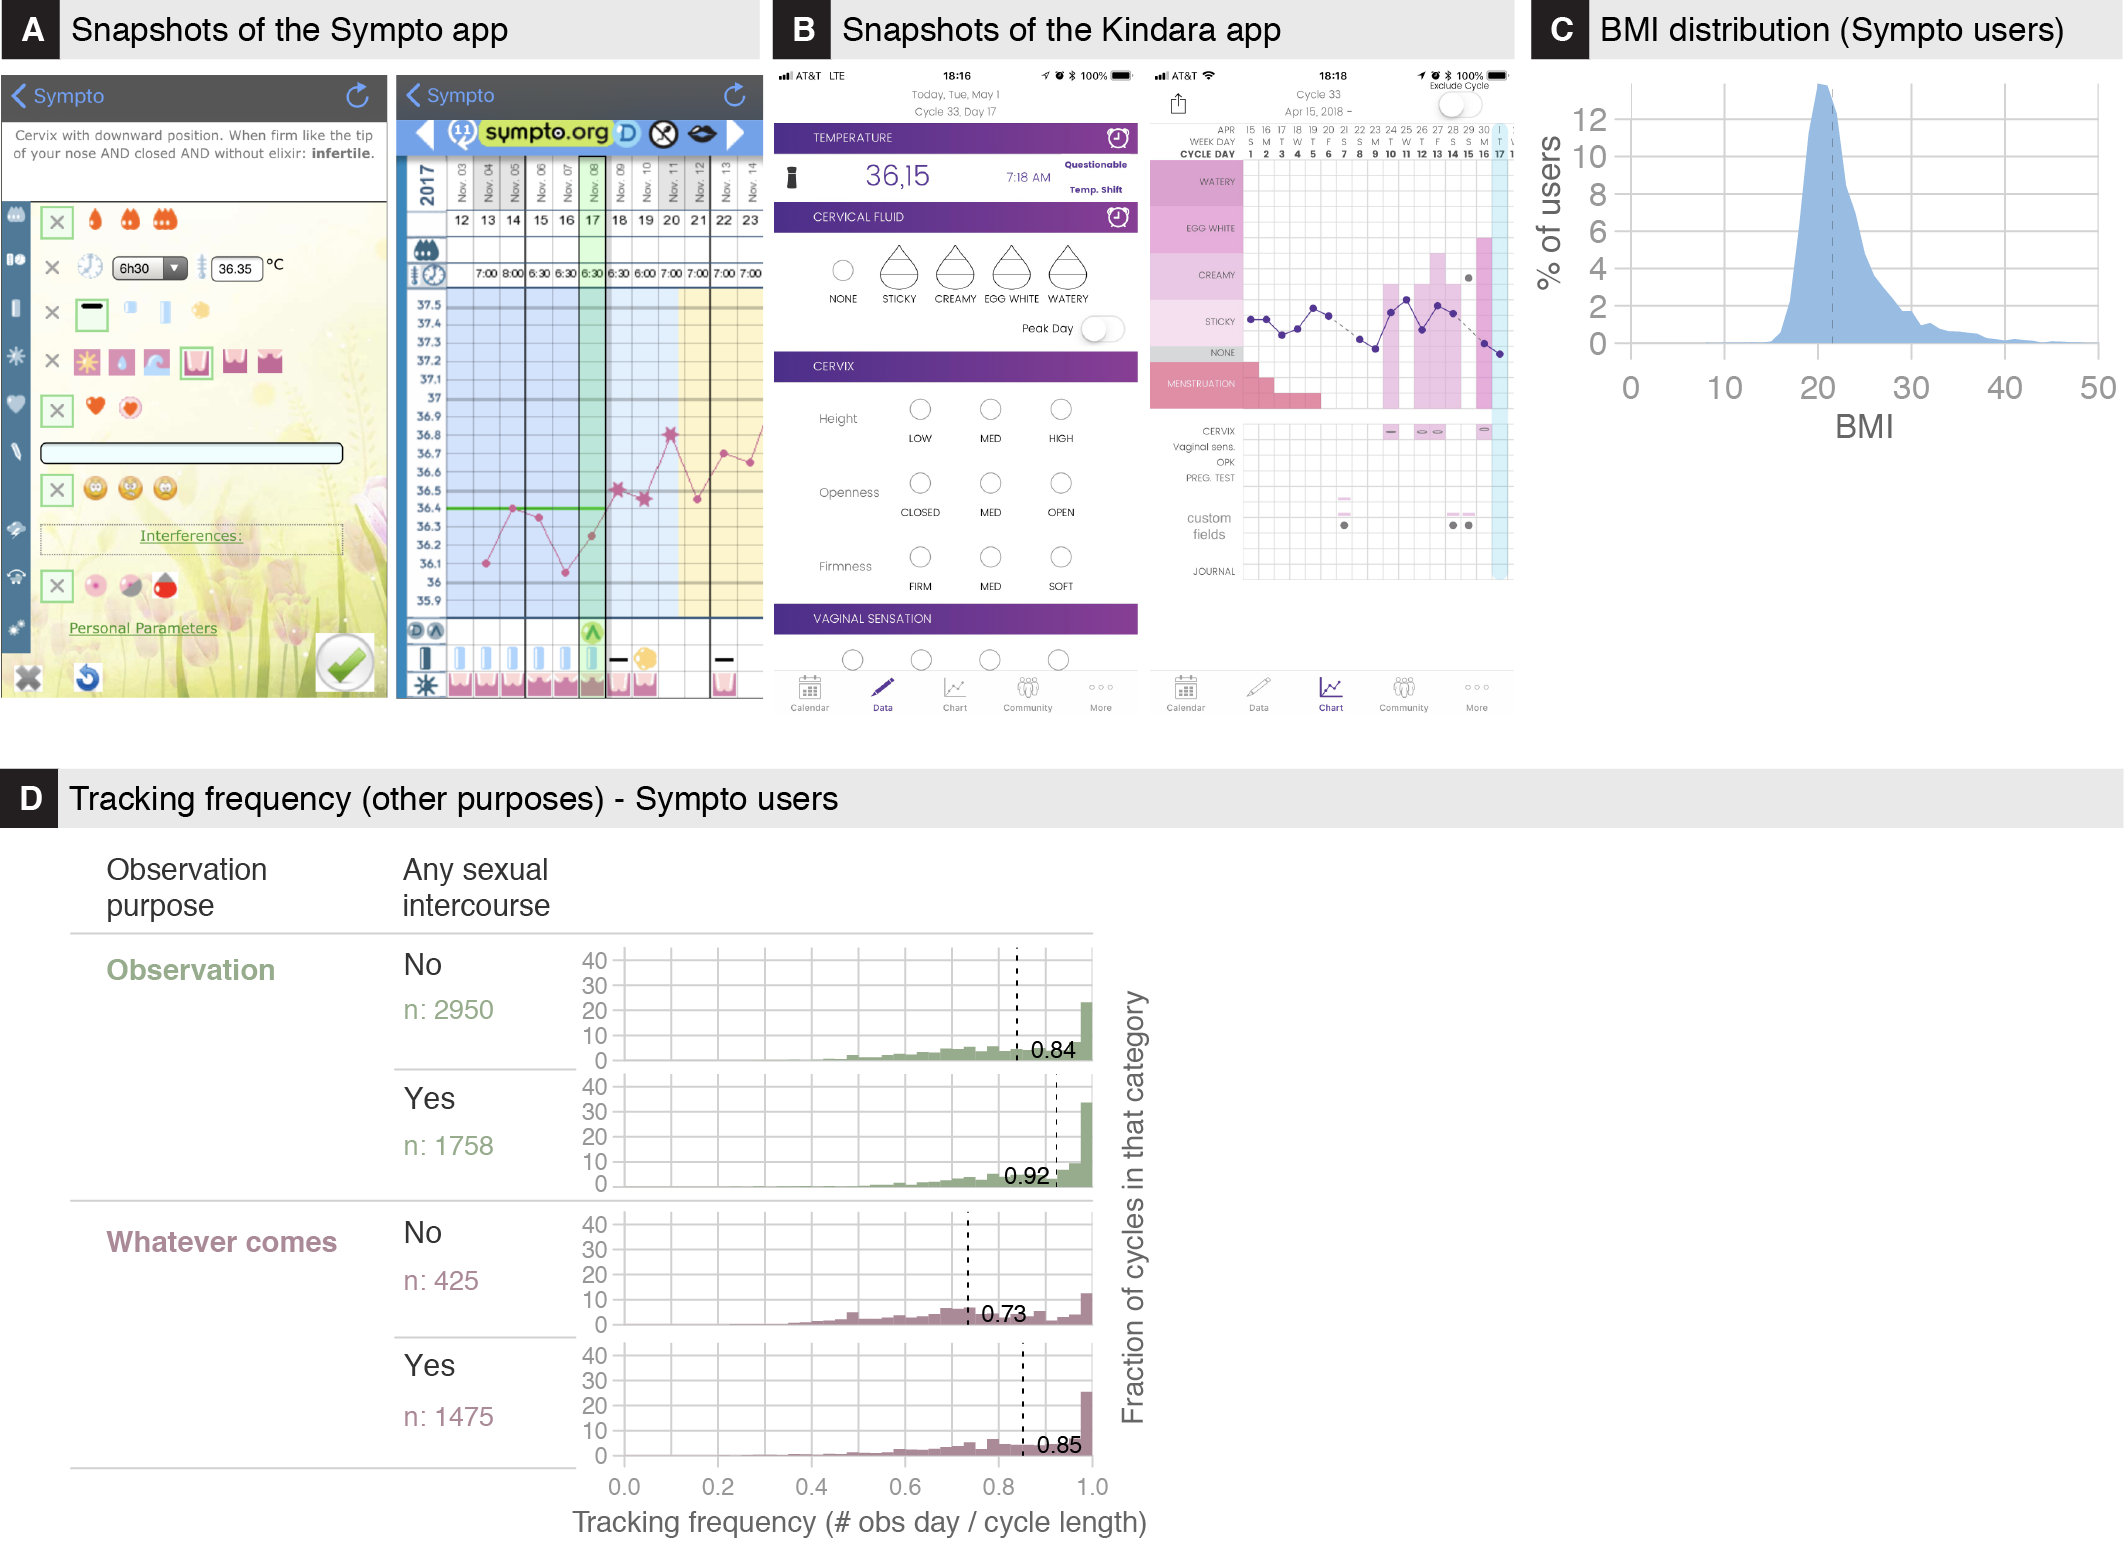 A Snapshots of the Sympto app
Sympto
Cervix with downward position. When firm like the tip
of your nose AND closed AND without elixir: infertile.
6h30 36.35 °C
Interferences:
Personal Parameters
Sympto
11 sympto.org D
2017 Nov. 03 Nov. 04 Nov. 05 Nov. 06 Nov. 07 Nov. 08 Nov. 09 Nov. 10 Nov. 11 Nov. 12 Nov. 13 Nov. 14
12 13 14 15 16 17 18 19 20 21 22 23
7:00 8:00 6:30 6:30 6:30 6:30 6:00 7:00 7:00 7:00 7:00
37.5
37.4
37.3
37.2
37.1
37
36.9
36.8
36.7
36.6
36.5
36.4
36.3
36.2
36.1
36
35.9
D
B Snapshots of the Kindara app
AT&T LTE 18:16 100%
Today, Tue, May 1
Cycle 33, Day 17
TEMPERATURE
36,15 7:18 AM
Questionable
Temp. Shift
CERVICAL FLUID
NONE STICKY CREAMY EGG WHITE WATERY
Peak Day
CERVIX
Height
LOW MED HIGH
Openness
CLOSED MED OPEN
Firmness
FIRM MED SOFT
VAGINAL SENSATION
Calendar Data Chart Community More
AT&T 18:18 100%
Exclude Cycle
Cycle 33
Apr 15, 2018 –
APR 15 16 17 18 19 20 21 22 23 24 25 26 27 28 29 30 1
WEEK DAY S M T W T F S S M T W T F S S M T
CYCLE DAY 1 2 3 4 5 6 7 8 9 10 11 12 13 14 15 16 17
WATERY
EGG WHITE
CREAMY
STICKY
NONE
MENSTRUATION
CERVIX
Vaginal sens.
OPK
PREG. TEST
custom
fields
JOURNAL
Calendar Data Chart Community More
C BMI distribution (Sympto users)
% of users
12
10
8
6
4
2
0
0 10 20 30 40 50
BMI
D Tracking frequency (other purposes) - Sympto users
Observation
purpose
Any sexual
intercourse
Observation
No
n: 2950
40
30
20
10
0
0.84
Yes
n: 1758
40
30
20
10
0
0.92
Whatever comes
No
n: 425
40
30
20
10
0
0.73
Yes
n: 1475
40
30
20
10
0
0.85
0.0 0.2 0.4 0.6 0.8 1.0
Tracking frequency (# obs day / cycle length)
Fraction of cycles in that category